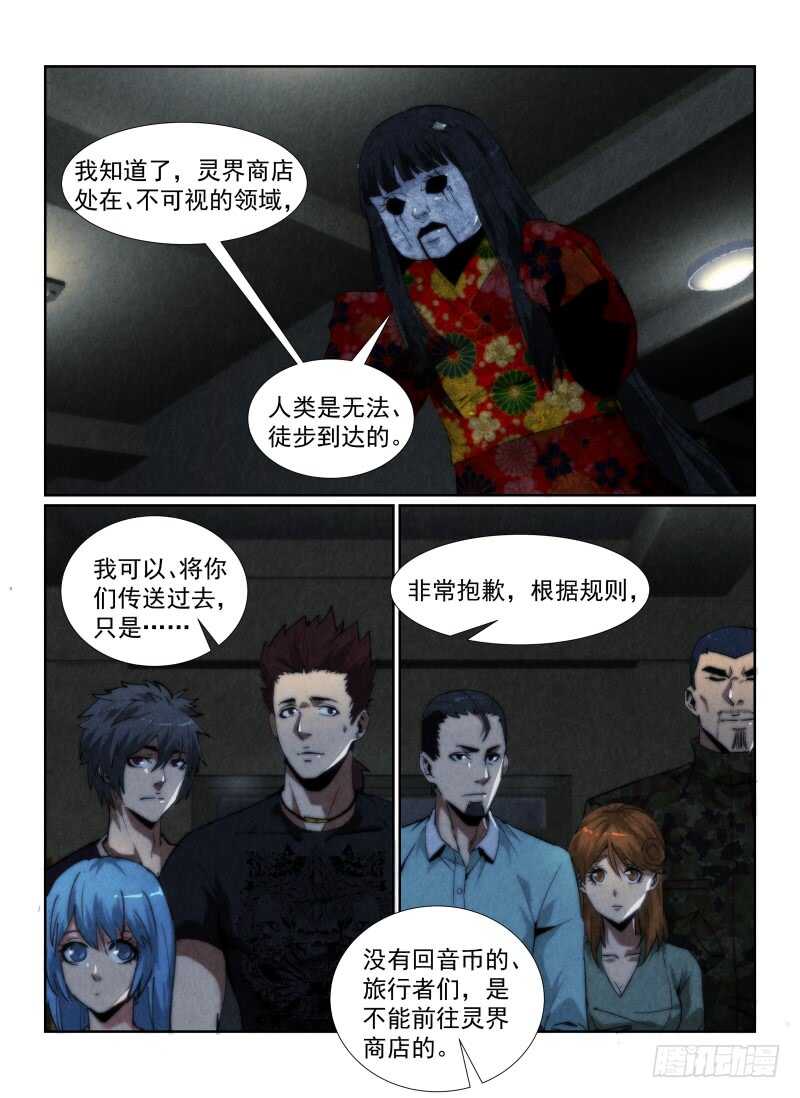 我知道了，灵界商店
处在、不可视的领域，
人类是无法、
徒步到达的。
我可以、将你
们传送过去，
只是……
非常抱歉，根据规则，
没有回音币的、
旅行者们，是
不能前往灵界
商店的。
腾讯动漫